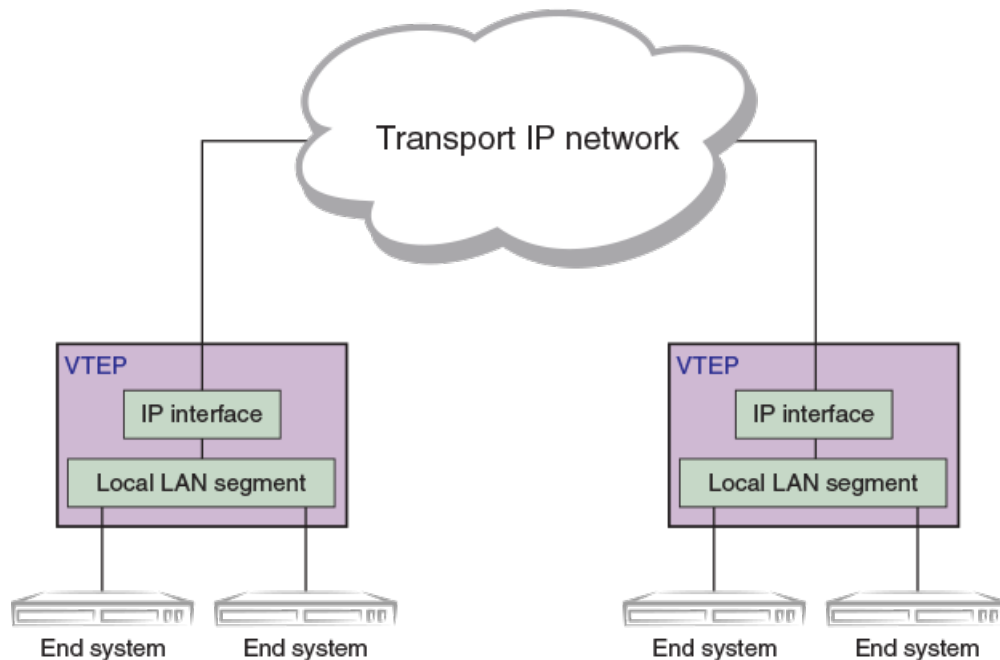 Transport IP network
VTEP
IP interface
Local LAN segment
End system
End system
VTEP
IP interface
Local LAN segment
End system
End system